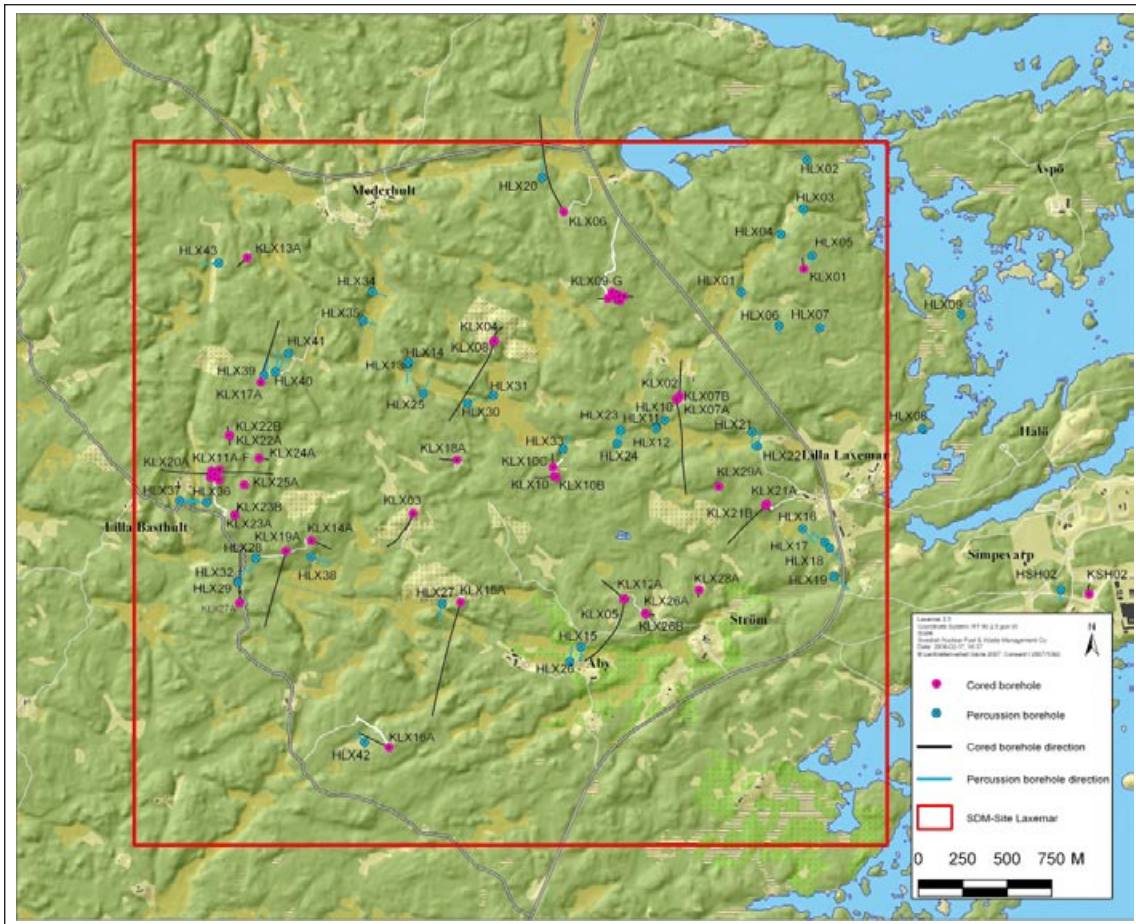 HLX02
Äspö
Mederhult
HLX20
HLX03
KLX06
HLX04
HLX05
HLX43
KLX13A
KLX01
KLX09-G
HLX34
HLX01
HLX09
HLX35
HLX06
HLX07
KLX04
HLX14
KLX08
HLX41
HLX13
HLX39
HLX40
KLX17A
HLX31
KLX02
HLX25
HLX30
KLX07B
KLX07A
HLX10
HLX23
HLX11
KLX22B
HLX12
HLX21
HLX08
Hålö
KLX22A
HLX33
HLX24
HLX22
Lilla Laxemar
KLX24A
KLX18A
KLX20A
KLX11A-F
KLX10C
KLX25A
KLX10
KLX10B
KLX29A
HLX37
HLX36
KLX21A
KLX03
KLX23B
KLX21B
Lilla Basthult
KLX23A
HLX16
KLX14A
KLX19A
HLX17
HLX28
HLX18
Simpevarp
HLX38
HLX32
HLX19
HSH02
KSH02
HLX29
KLX12A
KLX28A
KLX27A
HLX27
KLX15A
KLX05
KLX26A
KLX26B
Ström
HLX15
HLX26
Äby
KLX16A
HLX42
N
Cored borehole
Percussion borehole
Cored borehole direction
Percussion borehole direction
SDM-Site Laxemar
0 250 500 750 M